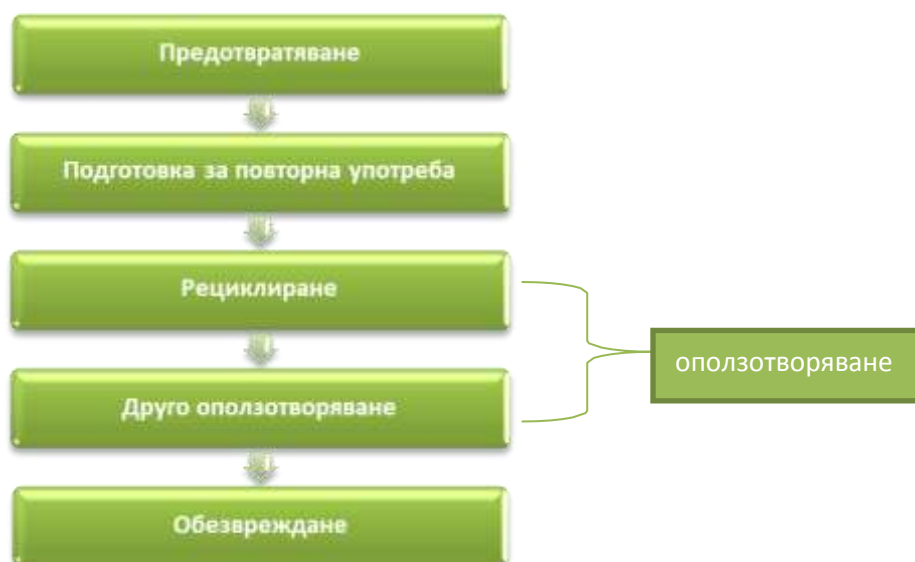 Предотвратяване
Подготовка за повторна употреба
Рециклиране
оползотворяване
Друго оползотворяване
Обезвреждане